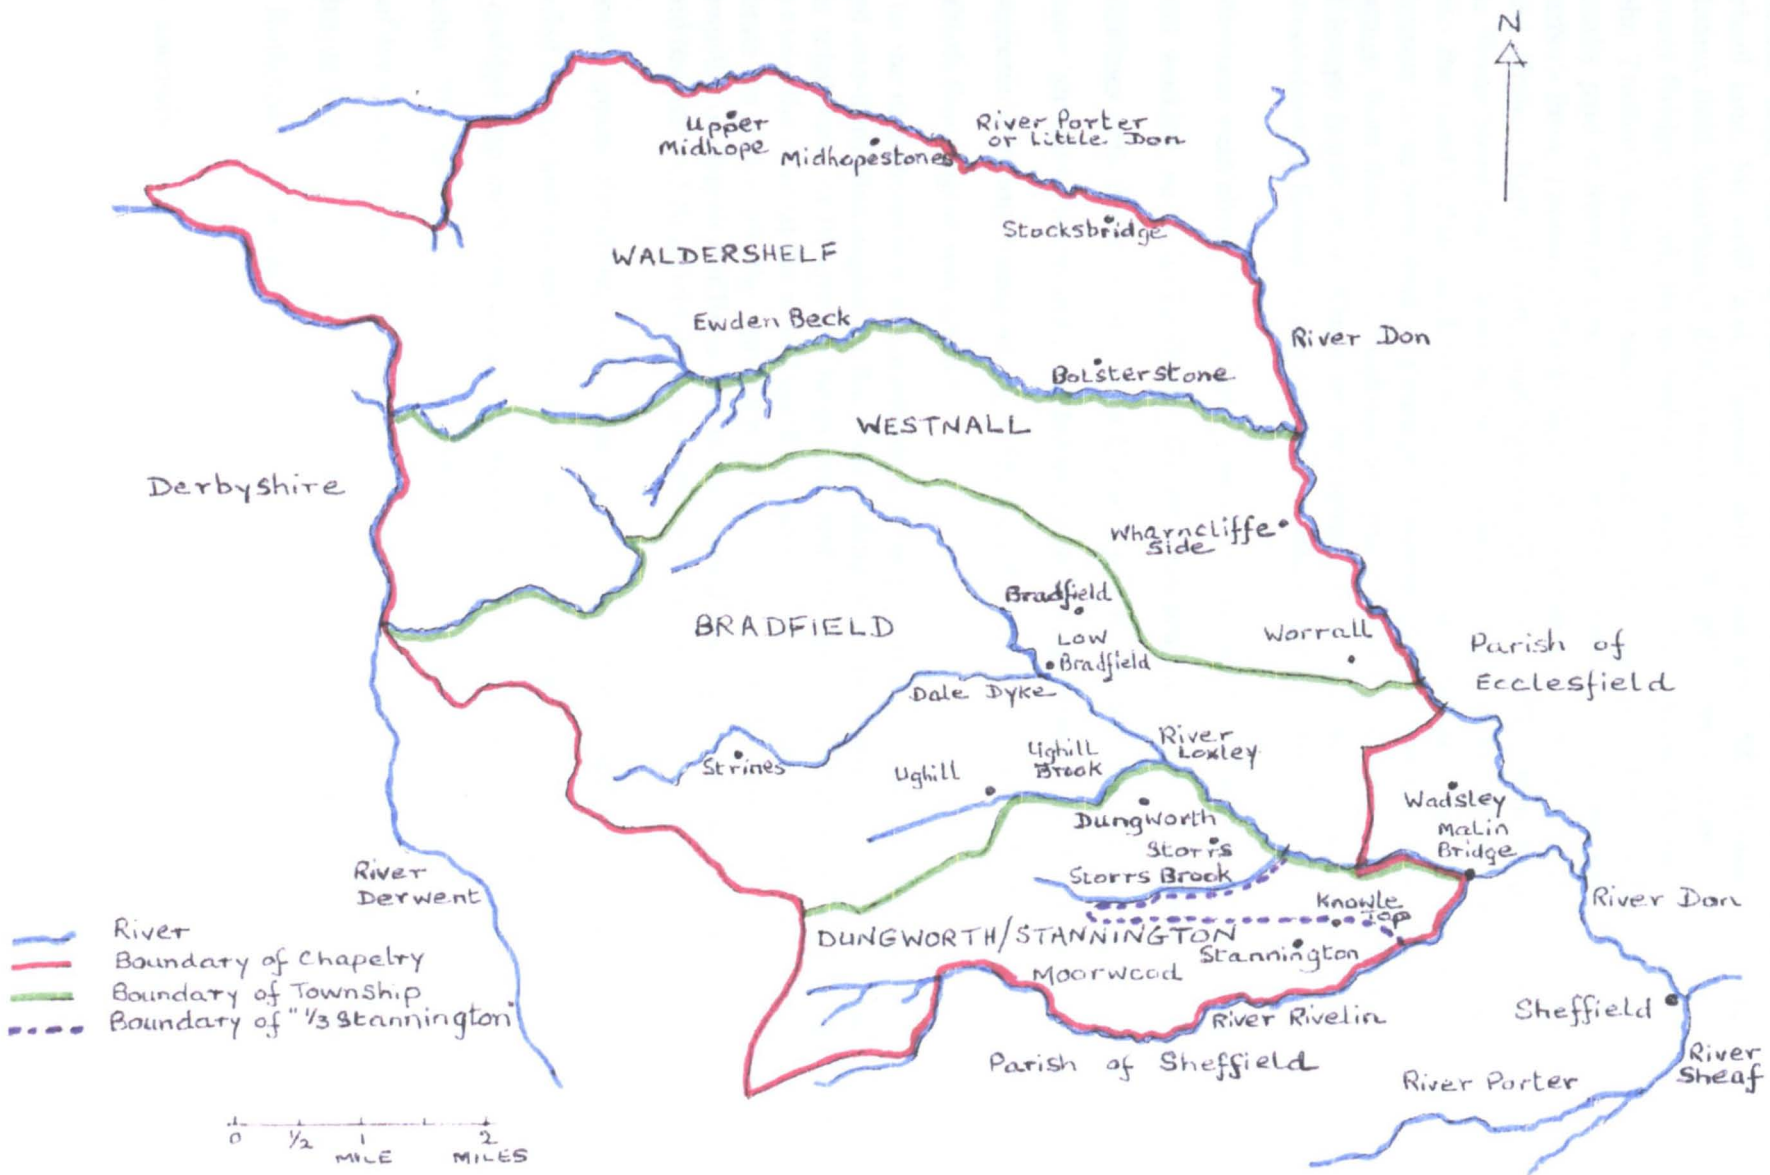 N
Upper
Midhope
Midhopestones
River Porter
or Little Don
Stocksbridge
WALDERSHELF
Ewden Beck
River Don
Bolsterstone
WESTNALL
Derbyshire
Wharncliffe
Side
Bradfield
BRADFIELD
Low
Bradfield
Worrall
Parish of
Ecclesfield
Dale Dyke
River
Loxley
Strines
Ughill
Ughill
Brook
Dungworth
Wadsley
Malin
Bridge
Storrs
Storrs Brook
River
Derwent
Knowle
Top
River Don
DUNGWORTH/STANNINGTON
Stannington
Moorwood
River
Boundary of Chapelry
Boundary of Township
Boundary of "1/3 Stannington"
River Rivelin
Sheffield
Parish of Sheffield
River
Sheaf
River Porter
0 1/2 1 2
MILE MILES